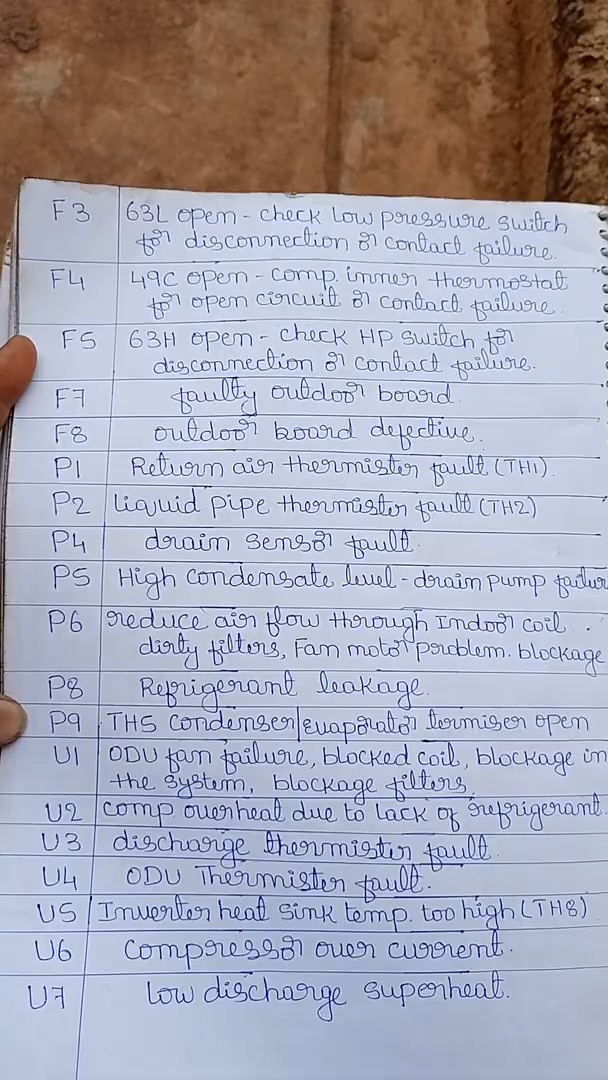 F3 63L open - check low pressure switch
for disconnection or contact failure.
F4 49C open - comp. inner thermostat
for open circuit or contact failure.
F5 63H open - check HP switch for
disconnection or contact failure.
F7 faulty outdoor board
F8 outdoor board defective.
P1 Return air thermister fault (TH1).
P2 liquid pipe thermister fault (TH2)
P4 drain sensor fault.
P5 High condensate level - drain pump failur
P6 reduce air flow through Indoor coil.
dirty filters, Fan motor problem. blockage
P8 Refrigerant leakage.
P9 TH5 condenser/evaporator termiser open
U1 ODU fan failure, blocked coil, blockage in
the system, blockage filters,
U2 comp overheat due to lack of refrigerant.
U3 discharge thermister fault.
U4 ODU Thermister fault.
U5 Inverter heat sink temp. too high (TH8)
U6 compressor over current.
U7 low discharge superheat.